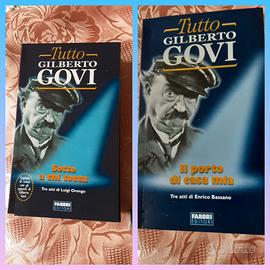 Tutto
GILBERTO
GOVI
Sotto
a chi tocca
Tre atti di Luigi Orengo
FABBRI
EDITORI
Tutto
GILBERTO
GOVI
Il porto
di casa mia
Tre atti di Enrico Bassano
FABBRI
EDITORI